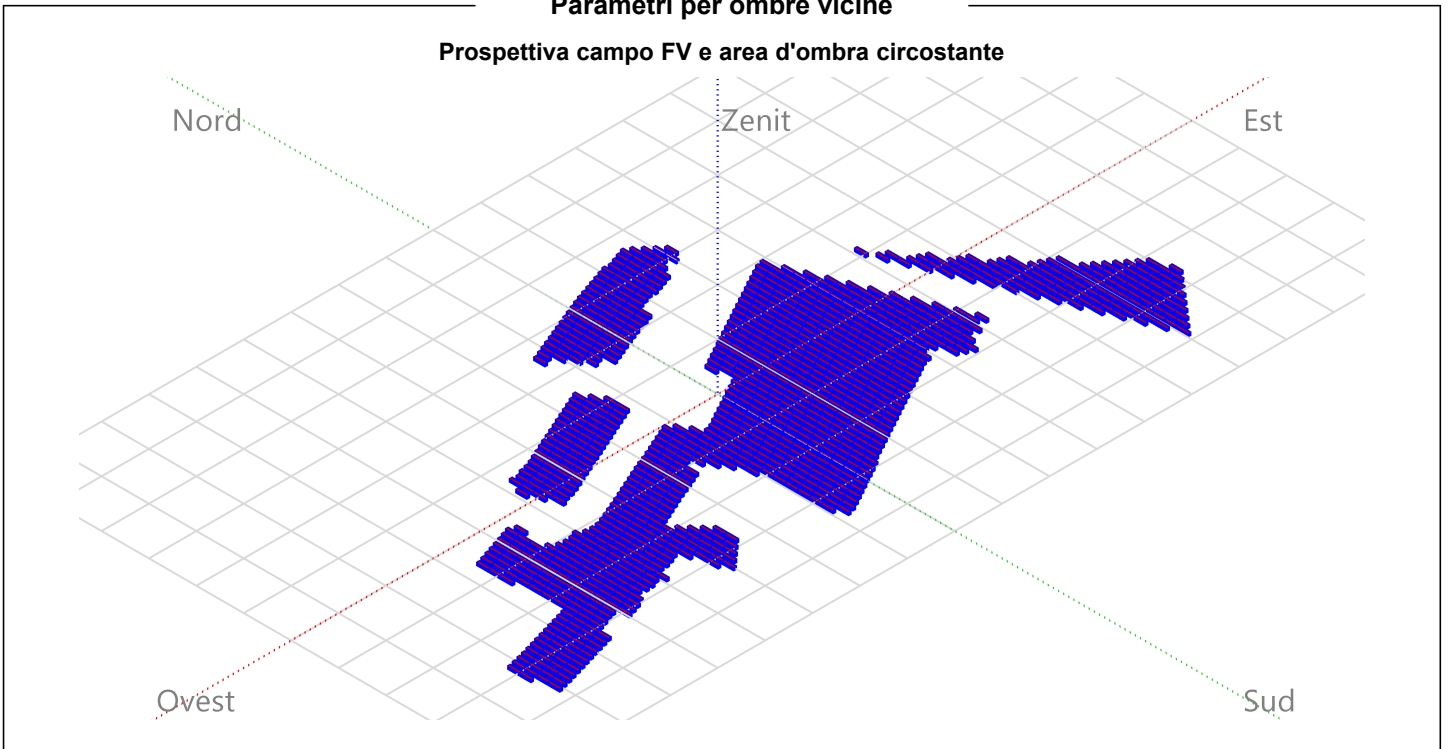 Parametri per ombre vicine
Prospettiva campo FV e area d'ombra circostante
Nord
Zenit
Est
Ovest
Sud